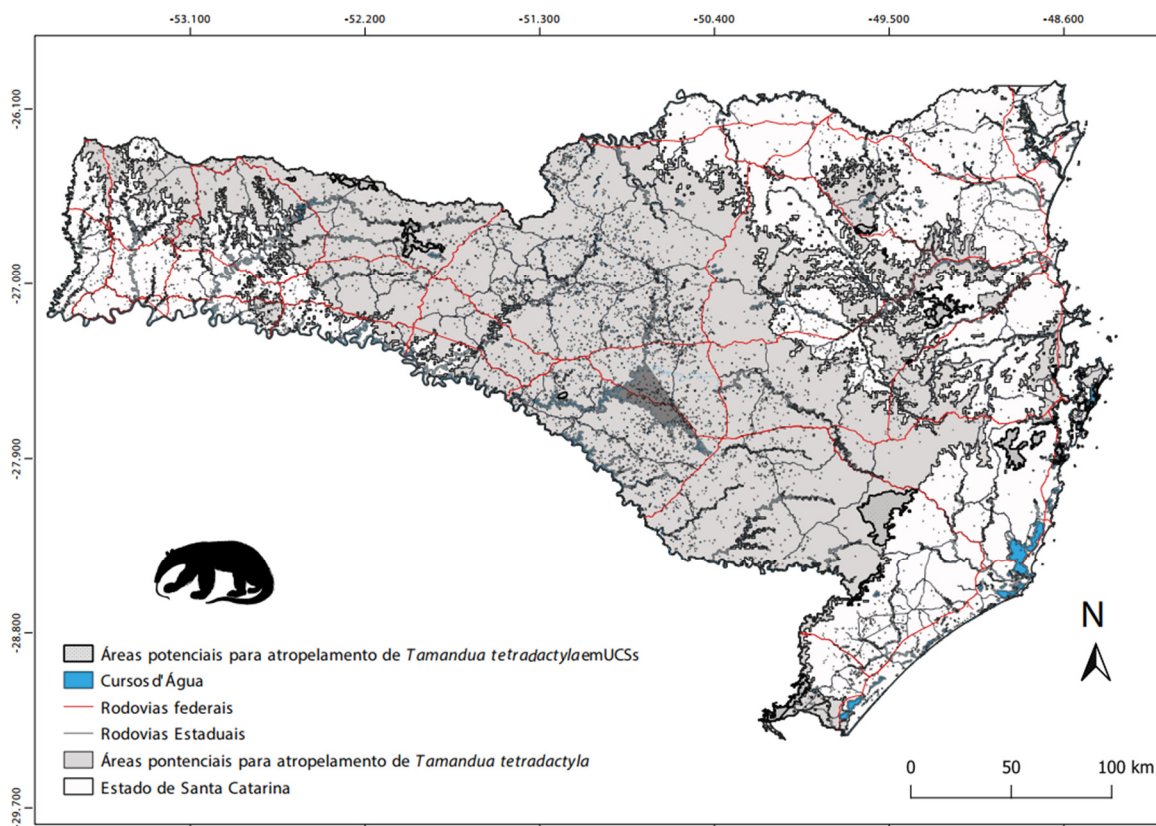 -53.100 -52.200 -51.300 -50.400 -49.500 -48.600
-26.100
-27.000
-27.900
-28.800
-29.700
N
Áreas potenciais para atropelamento de Tamandua tetradactylaemUCSs
Cursos d'Água
Rodovias federais
Rodovias Estaduais
Áreas pontenciais para atropelamento de Tamandua tetradactyla
Estado de Santa Catarina
0 50 100 km